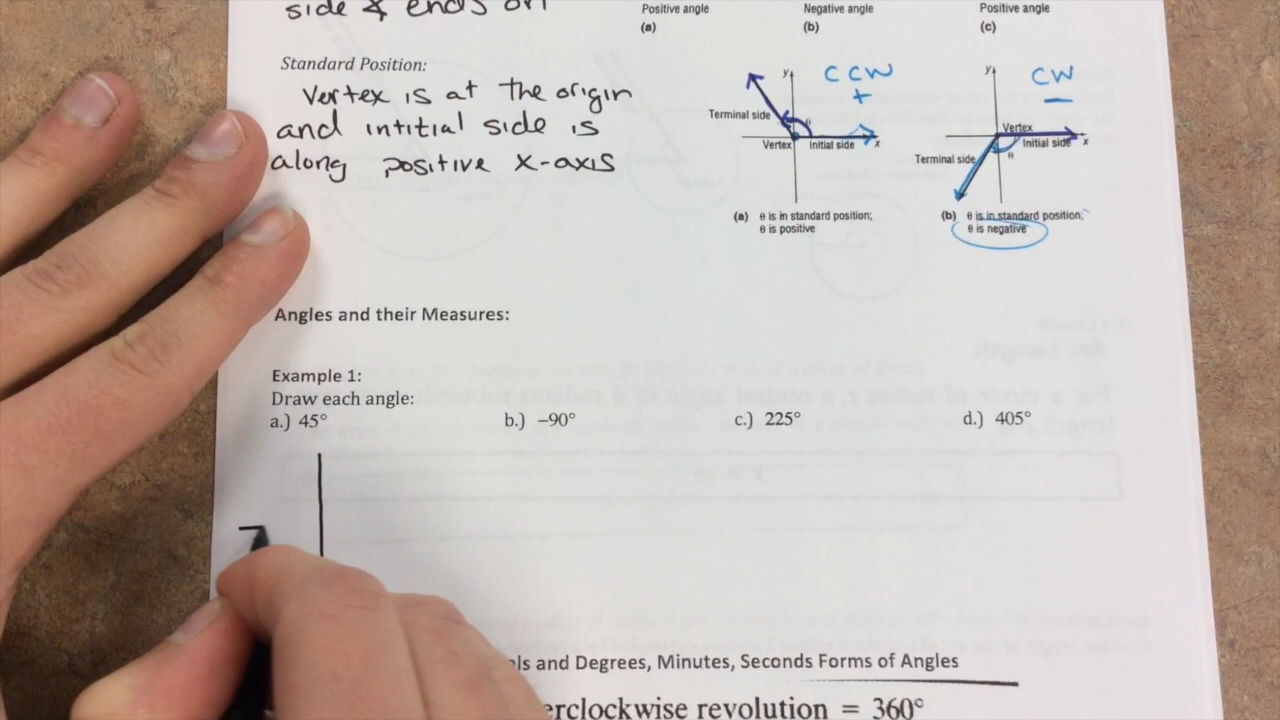 side & ends on
Positive angle
(a)
Negative angle
(b)
Positive angle
(c)
Standard Position:
Vertex is at the origin
and intitial side is
along positive x-axis
y
CCW
+
Terminal side
θ
Vertex
Initial side
x
(a) θ is in standard position;
θ is positive
y
CW
–
Vertex
Initial side
x
Terminal side
θ
(b) θ is in standard position;
θ is negative
Angles and their Measures:
Example 1:
Draw each angle:
a.) 45° b.) –90° c.) 225° d.) 405°
and Degrees, Minutes, Seconds Forms of Angles
revolution = 360°